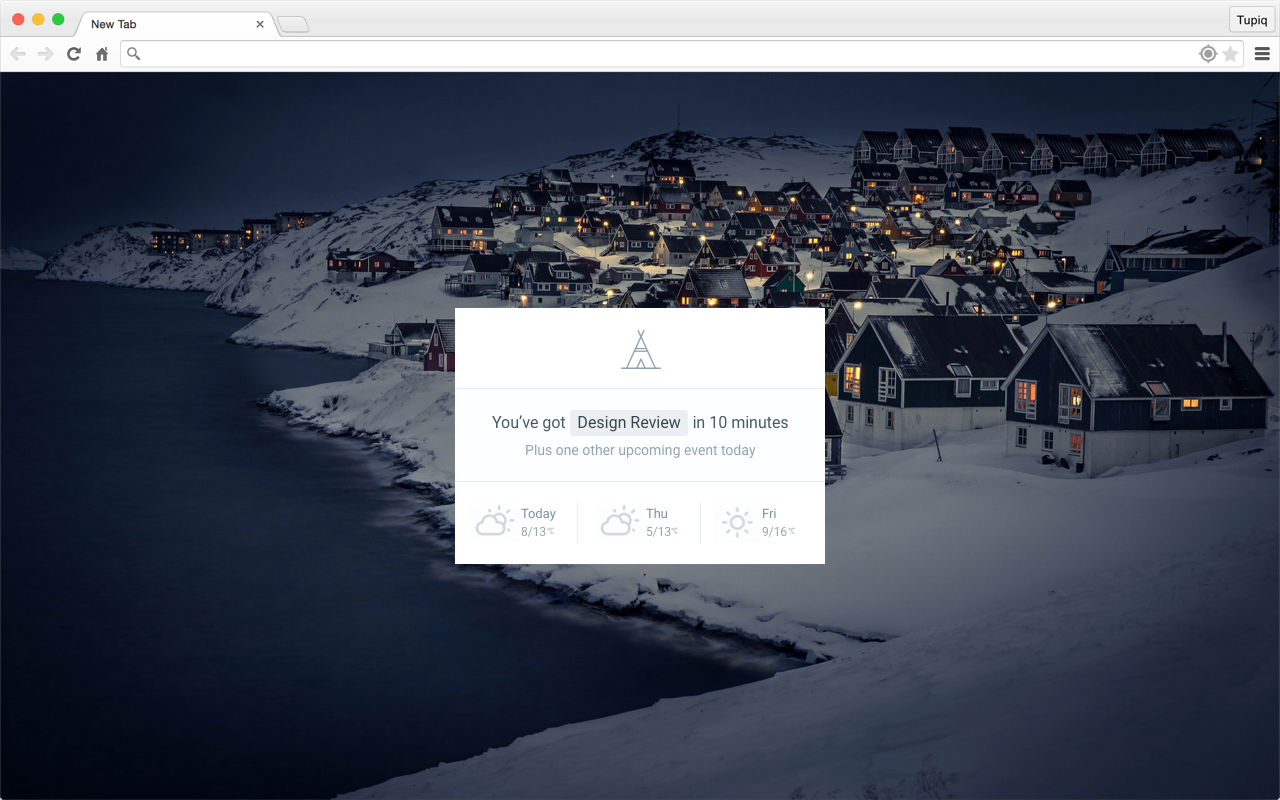 New Tab
Tupiq
You’ve got Design Review in 10 minutes
Plus one other upcoming event today
Today
8/13°C
Thu
5/13°C
Fri
9/16°C